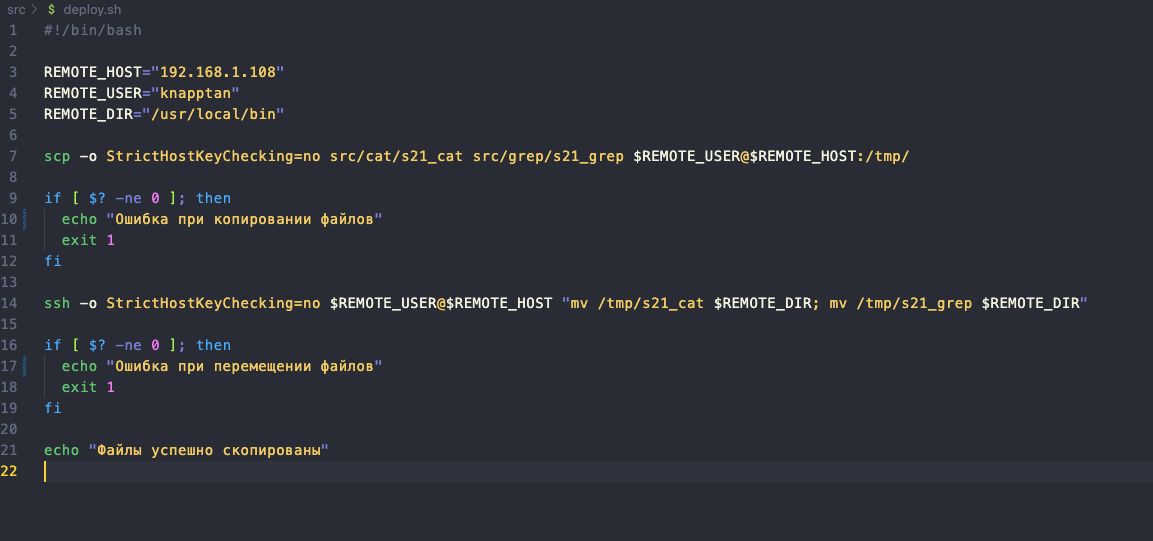 src > $ deploy.sh
1 #!/bin/bash
2
3 REMOTE_HOST="192.168.1.108"
4 REMOTE_USER="knapptan"
5 REMOTE_DIR="/usr/local/bin"
6
7 scp -o StrictHostKeyChecking=no src/cat/s21_cat src/grep/s21_grep $REMOTE_USER@$REMOTE_HOST:/tmp/
8
9 if [ $? -ne 0 ]; then
10 echo "Ошибка при копировании файлов"
11 exit 1
12 fi
13
14 ssh -o StrictHostKeyChecking=no $REMOTE_USER@$REMOTE_HOST "mv /tmp/s21_cat $REMOTE_DIR; mv /tmp/s21_grep $REMOTE_DIR"
15
16 if [ $? -ne 0 ]; then
17 echo "Ошибка при перемещении файлов"
18 exit 1
19 fi
20
21 echo "Файлы успешно скопированы"
22